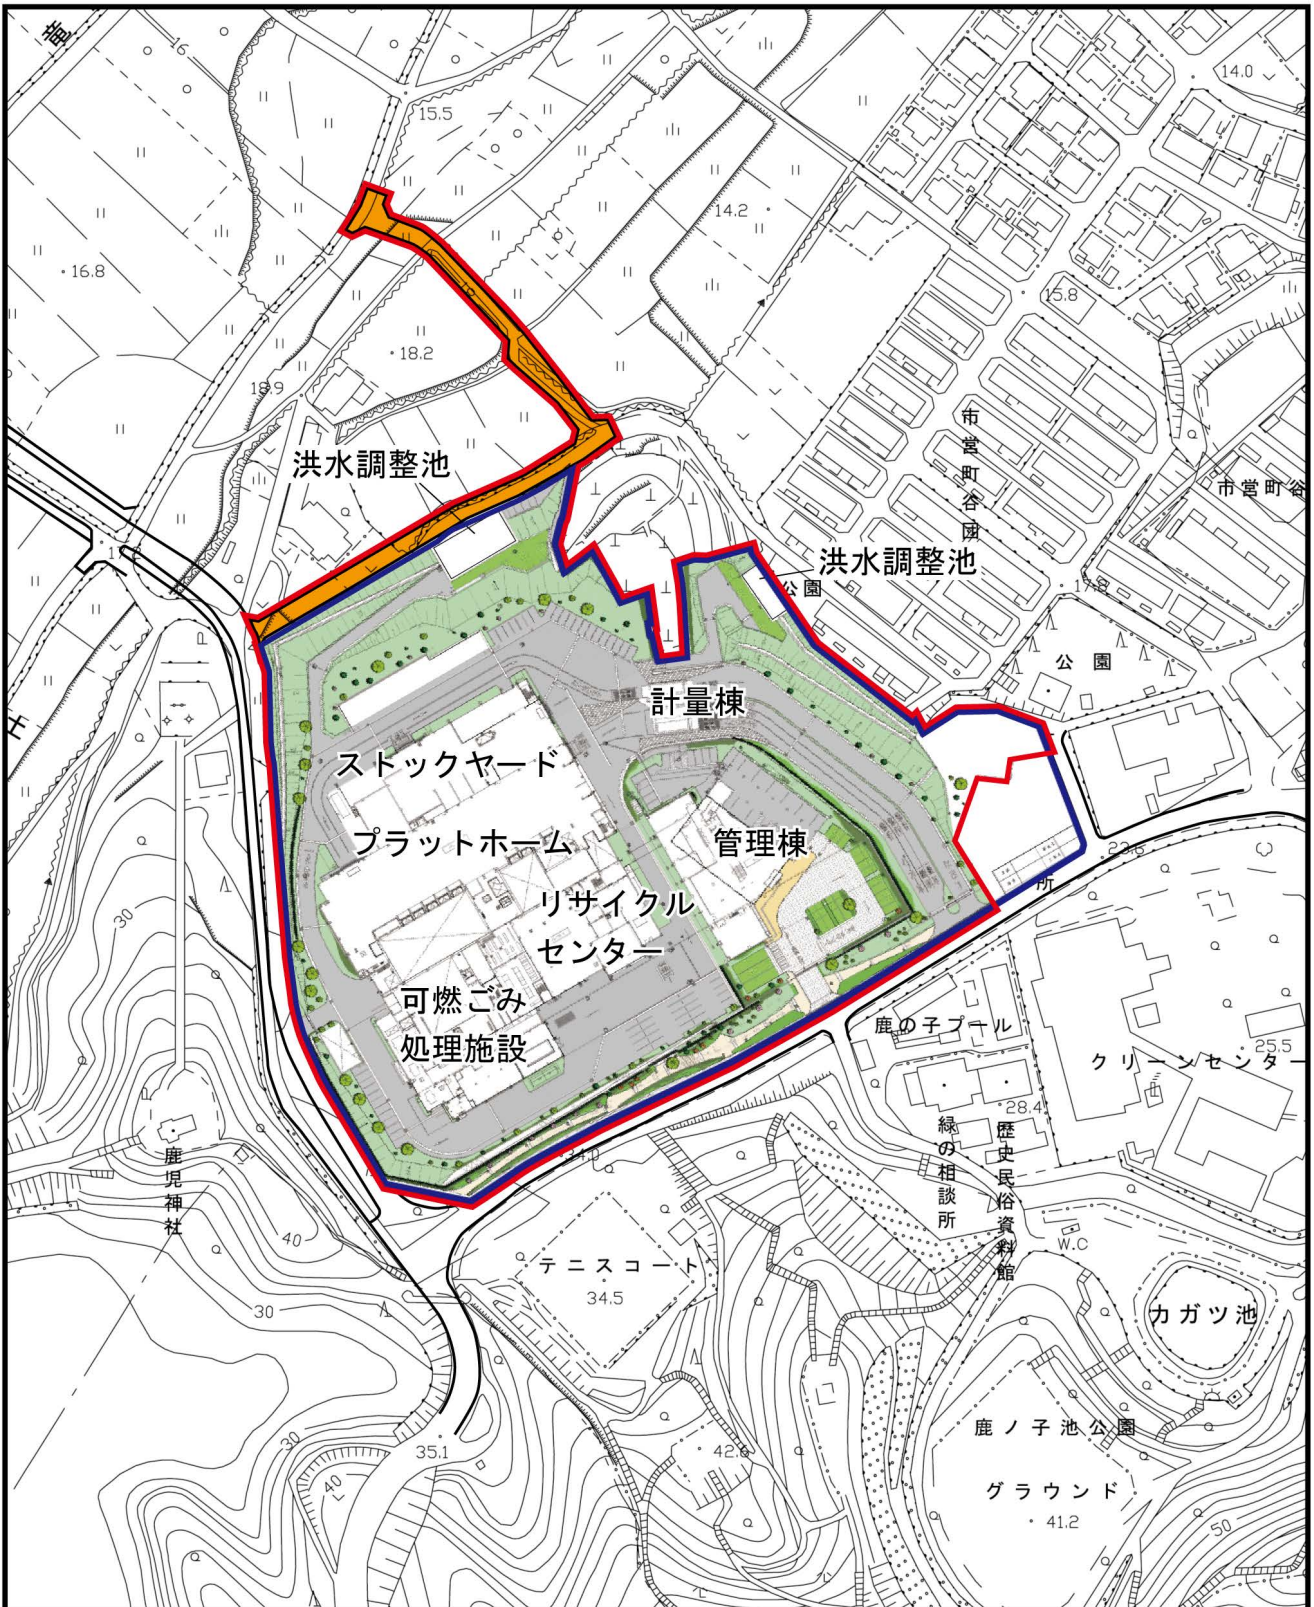 竜
16
14.0
15.5
14.2
16.8
15.8
18.2
18.9
市営町谷団
洪水調整池
市営町谷
洪水調整池
公園
17.8
公園
計量棟
土
ストックヤード
プラットホーム
管理棟
23.6
所
30
リサイクル
センター
可燃ごみ
処理施設
鹿の子プール
クリーンセンター
25.5
28.4
緑の相談所
歴史民俗資料館
鹿児神社
40
W.C
テニスコート
34.5
30
カガツ池
鹿ノ子池公園
30
35.1
40
グラウンド
41.2
50